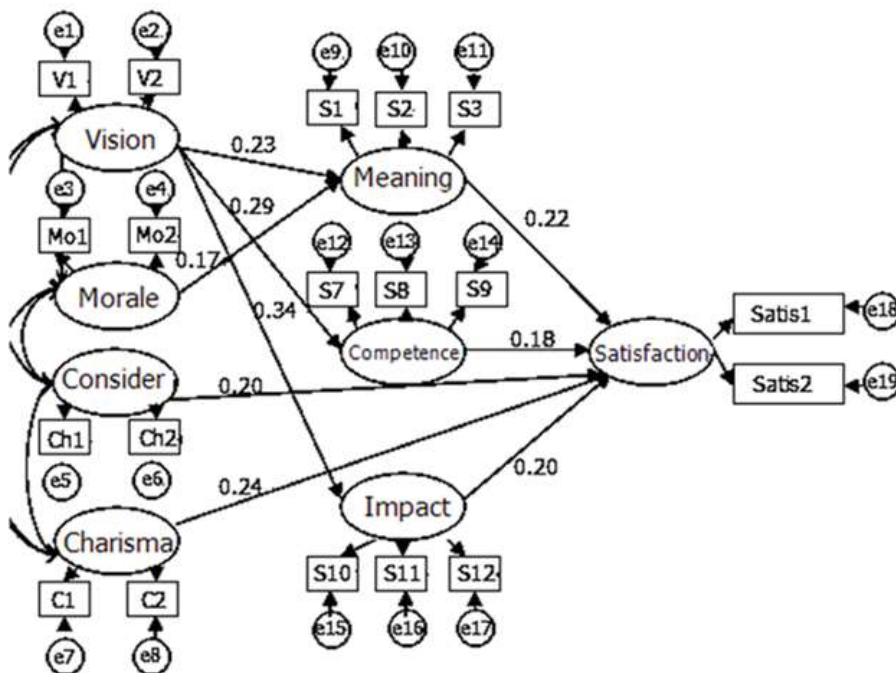 e1 e2 e9 e10 e11
V1 V2 S1 S2 S3
Vision 0.23 Meaning
e3 e4 0.29 0.22
Mo1 Mo2 0.17 e12 e13 e14
Morale 0.34 S7 S8 S9
Competence 0.18 Satisfaction Satis1 e18
Consider 0.20 Satis2 e19
Ch1 Ch2
e5 e6 0.24 Impact 0.20
Charisma
C1 C2 S10 S11 S12
e7 e8 e15 e16 e17